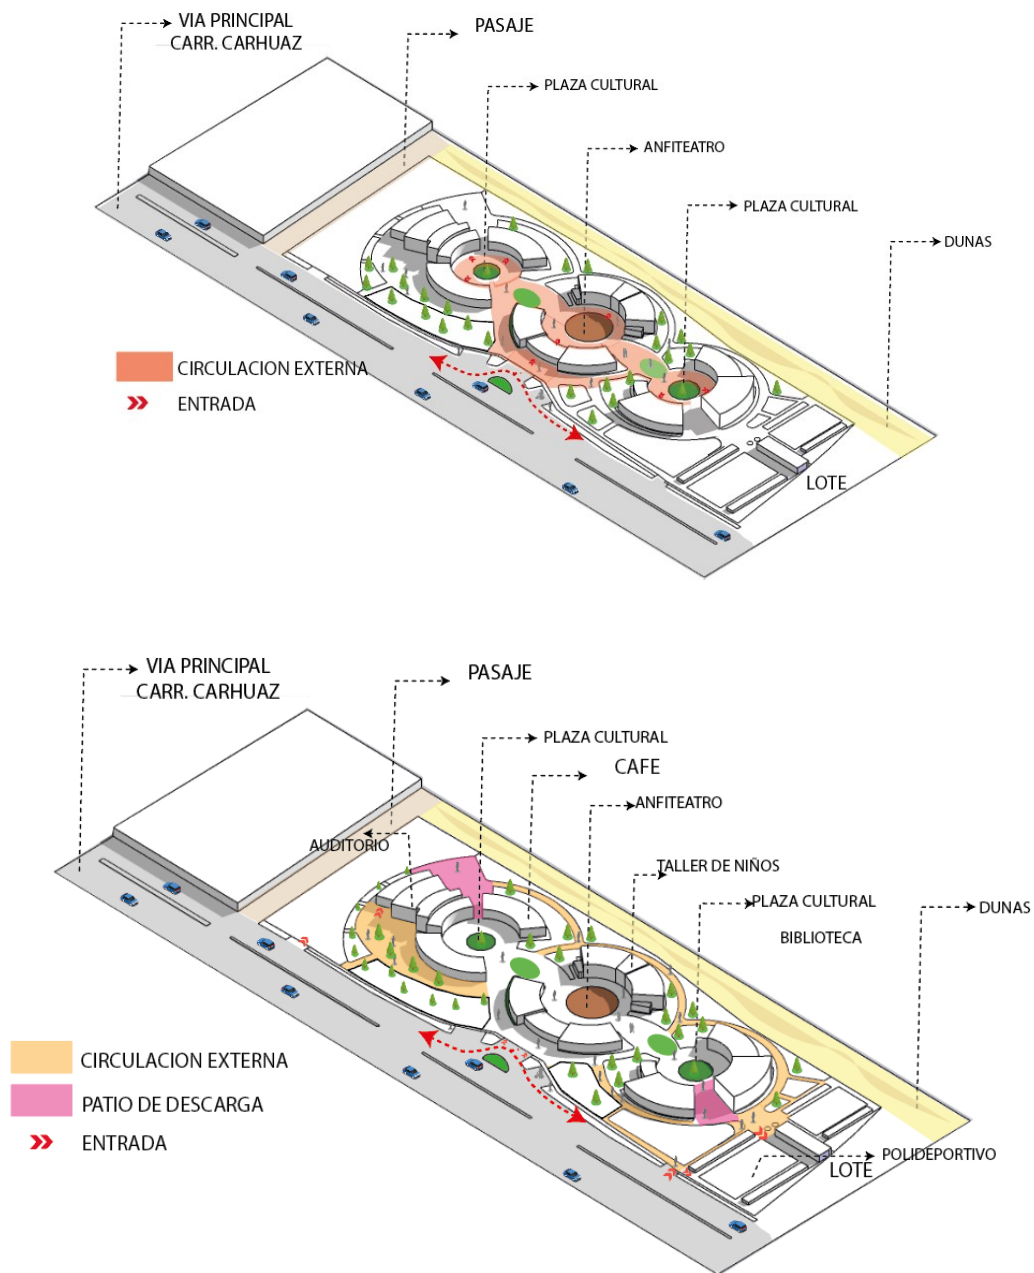 VIA PRINCIPAL
CARR. CARHUAZ
PASAJE
PLAZA CULTURAL
ANFITEATRO
PLAZA CULTURAL
DUNAS
CIRCULACION EXTERNA
ENTRADA
LOTE
VIA PRINCIPAL
CARR. CARHUAZ
PASAJE
PLAZA CULTURAL
CAFE
ANFITEATRO
AUDITORIO
TALLER DE NIÑOS
PLAZA CULTURAL
BIBLIOTECA
DUNAS
CIRCULACION EXTERNA
PATIO DE DESCARGA
ENTRADA
POLIDEPORTIVO
LOTE